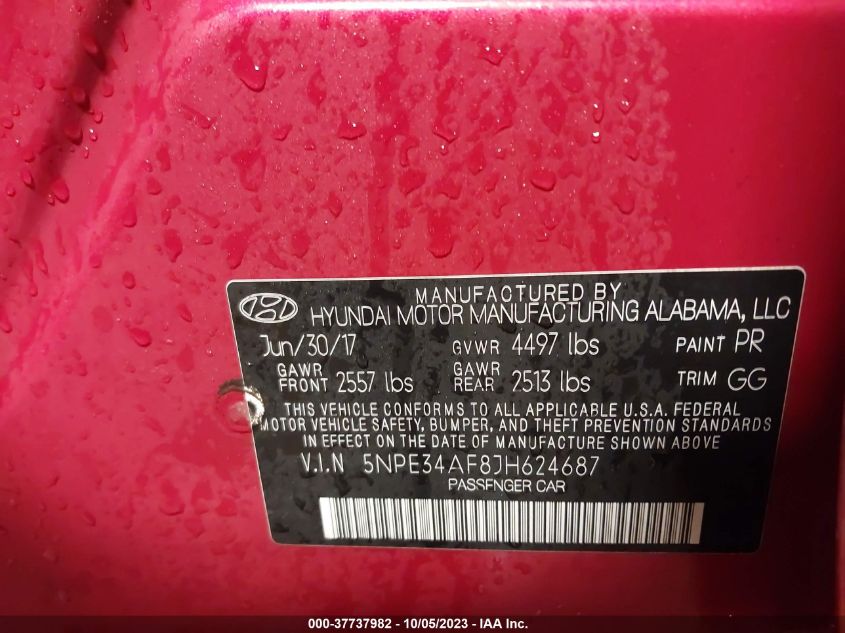 MANUFACTURED BY
HYUNDAI MOTOR MANUFACTURING ALABAMA, LLC
Jun/30/17 GVWR 4497 lbs PAINT PR
GAWR FRONT 2557 lbs GAWR REAR 2513 lbs TRIM GG
THIS VEHICLE CONFORMS TO ALL APPLICABLE U.S.A. FEDERAL
MOTOR VEHICLE SAFETY, BUMPER, AND THEFT PREVENTION STANDARDS
IN EFFECT ON THE DATE OF MANUFACTURE SHOWN ABOVE
V.I.N 5NPE34AF8JH624687
PASSENGER CAR
000-37737982 - 10/05/2023 - IAA Inc.